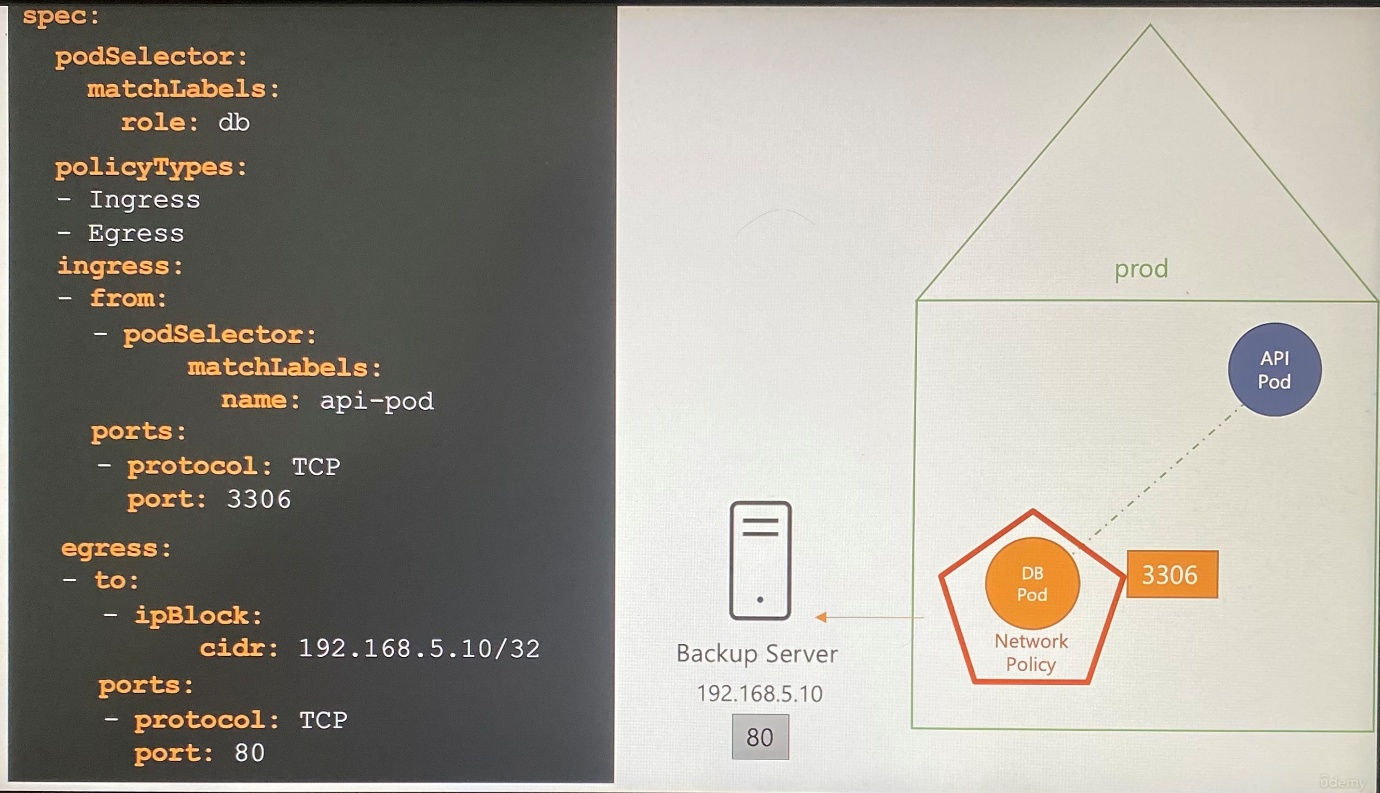 spec:
podSelector:
matchLabels:
role: db
policyTypes:
- Ingress
- Egress
ingress:
- from:
- podSelector:
matchLabels:
name: api-pod
ports:
- protocol: TCP
port: 3306
egress:
- to:
- ipBlock:
cidr: 192.168.5.10/32
ports:
- protocol: TCP
port: 80
prod
API
Pod
DB
Pod
3306
Network
Policy
Backup Server
192.168.5.10
80
Udemy